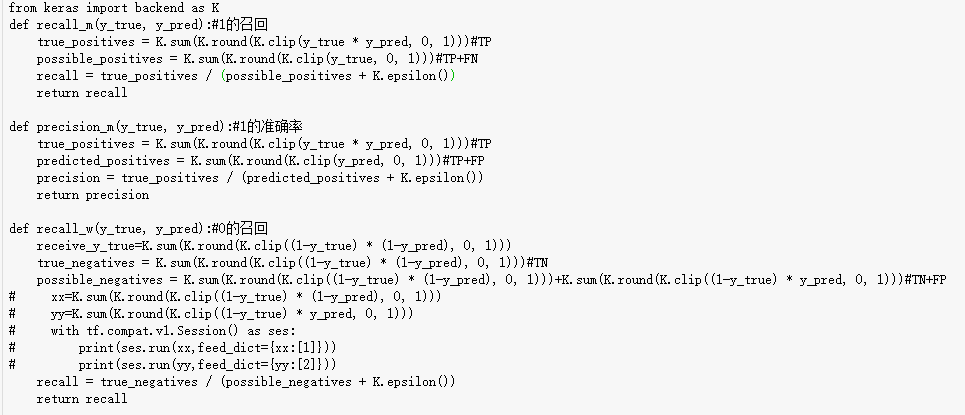 from keras import backend as K
def recall_m(y_true, y_pred):#1的召回
    true_positives = K.sum(K.round(K.clip(y_true * y_pred, 0, 1)))#TP
    possible_positives = K.sum(K.round(K.clip(y_true, 0, 1)))#TP+FN
    recall = true_positives / (possible_positives + K.epsilon())
    return recall

def precision_m(y_true, y_pred):#1的准确率
    true_positives = K.sum(K.round(K.clip(y_true * y_pred, 0, 1)))#TP
    predicted_positives = K.sum(K.round(K.clip(y_pred, 0, 1)))#TP+FP
    precision = true_positives / (predicted_positives + K.epsilon())
    return precision

def recall_w(y_true, y_pred):#0的召回
    receive_y_true=K.sum(K.round(K.clip((1-y_true) * (1-y_pred), 0, 1)))
    true_negatives = K.sum(K.round(K.clip((1-y_true) * (1-y_pred), 0, 1)))#TN
    possible_negatives = K.sum(K.round(K.clip((1-y_true) * (1-y_pred), 0, 1)))+K.sum(K.round(K.clip((1-y_true) * y_pred, 0, 1)))#TN+FP
#     xx=K.sum(K.round(K.clip((1-y_true) * (1-y_pred), 0, 1)))
#     yy=K.sum(K.round(K.clip((1-y_true) * y_pred, 0, 1)))
#     with tf.compat.v1.Session() as ses:
#         print(ses.run(xx,feed_dict={xx:[1]}))
#         print(ses.run(yy,feed_dict={yy:[2]}))
    recall = true_negatives / (possible_negatives + K.epsilon())
    return recall